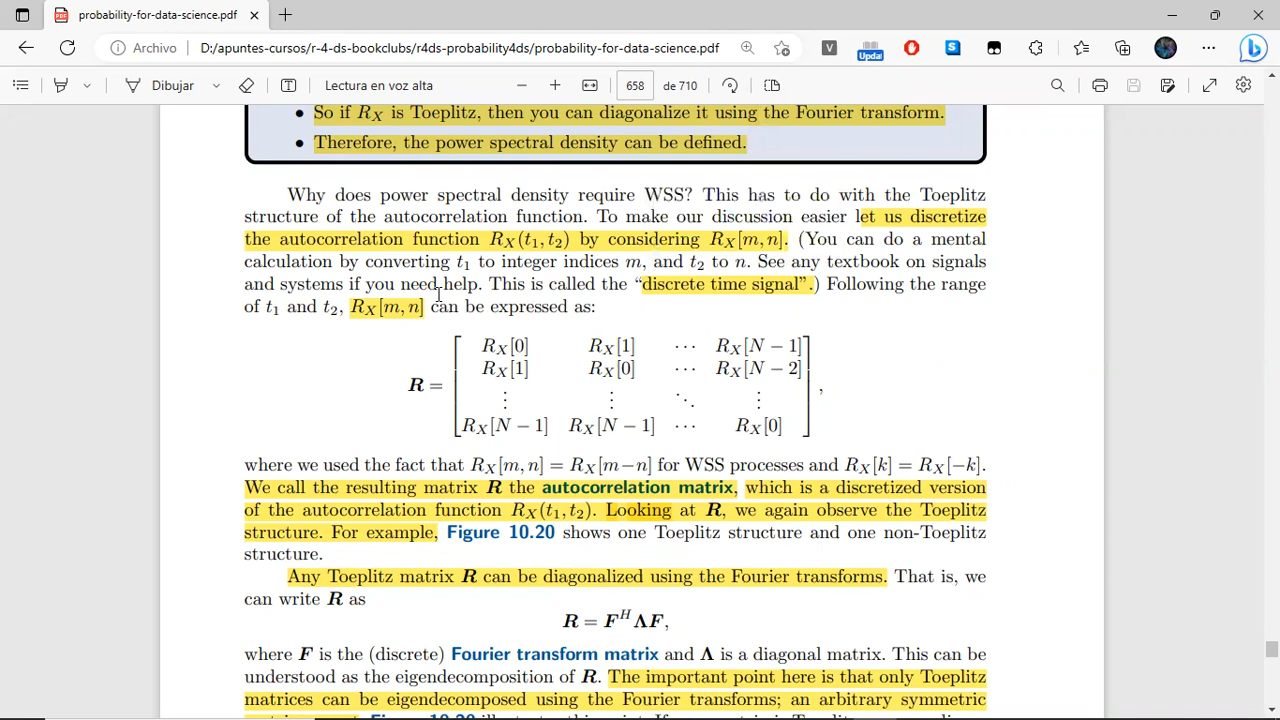 probability-for-data-science.pdf
Archivo D:/apuntes-cursos/r-4-ds-bookclubs/r4ds-probability4ds/probability-for-data-science.pdf
V Upda! S
Dibujar Lectura en voz alta 658 de 710
• So if R_X is Toeplitz, then you can diagonalize it using the Fourier transform.
• Therefore, the power spectral density can be defined.
Why does power spectral density require WSS? This has to do with the Toeplitz
structure of the autocorrelation function. To make our discussion easier let us discretize
the autocorrelation function R_X(t_1, t_2) by considering R_X[m, n]. (You can do a mental
calculation by converting t_1 to integer indices m, and t_2 to n. See any textbook on signals
and systems if you need help. This is called the “discrete time signal”.) Following the range
of t_1 and t_2, R_X[m, n] can be expressed as:
R = [ R_X[0] R_X[1] ⋯ R_X[N − 1]
R_X[1] R_X[0] ⋯ R_X[N − 2]
⋮ ⋮ ⋱ ⋮
R_X[N − 1] R_X[N − 1] ⋯ R_X[0] ],
where we used the fact that R_X[m, n] = R_X[m−n] for WSS processes and R_X[k] = R_X[−k].
We call the resulting matrix R the autocorrelation matrix, which is a discretized version
of the autocorrelation function R_X(t_1, t_2). Looking at R, we again observe the Toeplitz
structure. For example, Figure 10.20 shows one Toeplitz structure and one non-Toeplitz
structure.
Any Toeplitz matrix R can be diagonalized using the Fourier transforms. That is, we
can write R as
R = F^H ΛF,
where F is the (discrete) Fourier transform matrix and Λ is a diagonal matrix. This can be
understood as the eigendecomposition of R. The important point here is that only Toeplitz
matrices can be eigendecomposed using the Fourier transforms; an arbitrary symmetric